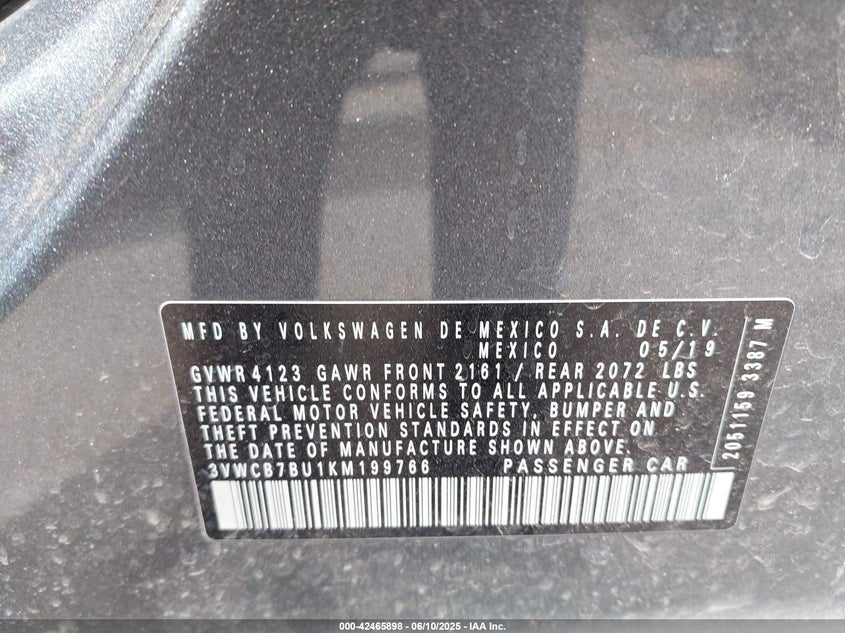 MFD BY VOLKSWAGEN DE MEXICO S.A. DE C.V.
MEXICO 05/19
GVWR 4123 GAWR FRONT 2161 / REAR 2072 LBS
THIS VEHICLE CONFORMS TO ALL APPLICABLE U.S.
FEDERAL MOTOR VEHICLE SAFETY, BUMPER AND
THEFT PREVENTION STANDARDS IN EFFECT ON
THE DATE OF MANUFACTURE SHOWN ABOVE.
3VWCB7BU1KM199766 PASSENGER CAR
2051159 3387 M
000-42465898 - 06/10/2025 - IAA Inc.